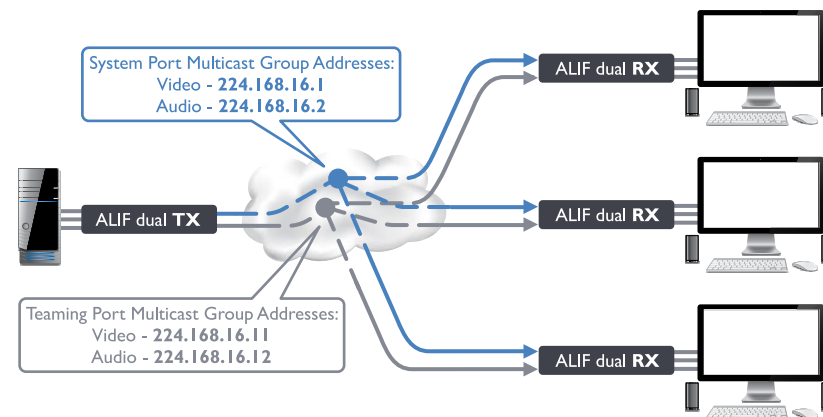 System Port Multicast Group Addresses:
Video - 224.168.16.1
Audio - 224.168.16.2
ALIF dual RX
ALIF dual TX
ALIF dual RX
Teaming Port Multicast Group Addresses:
Video - 224.168.16.11
Audio - 224.168.16.12
ALIF dual RX